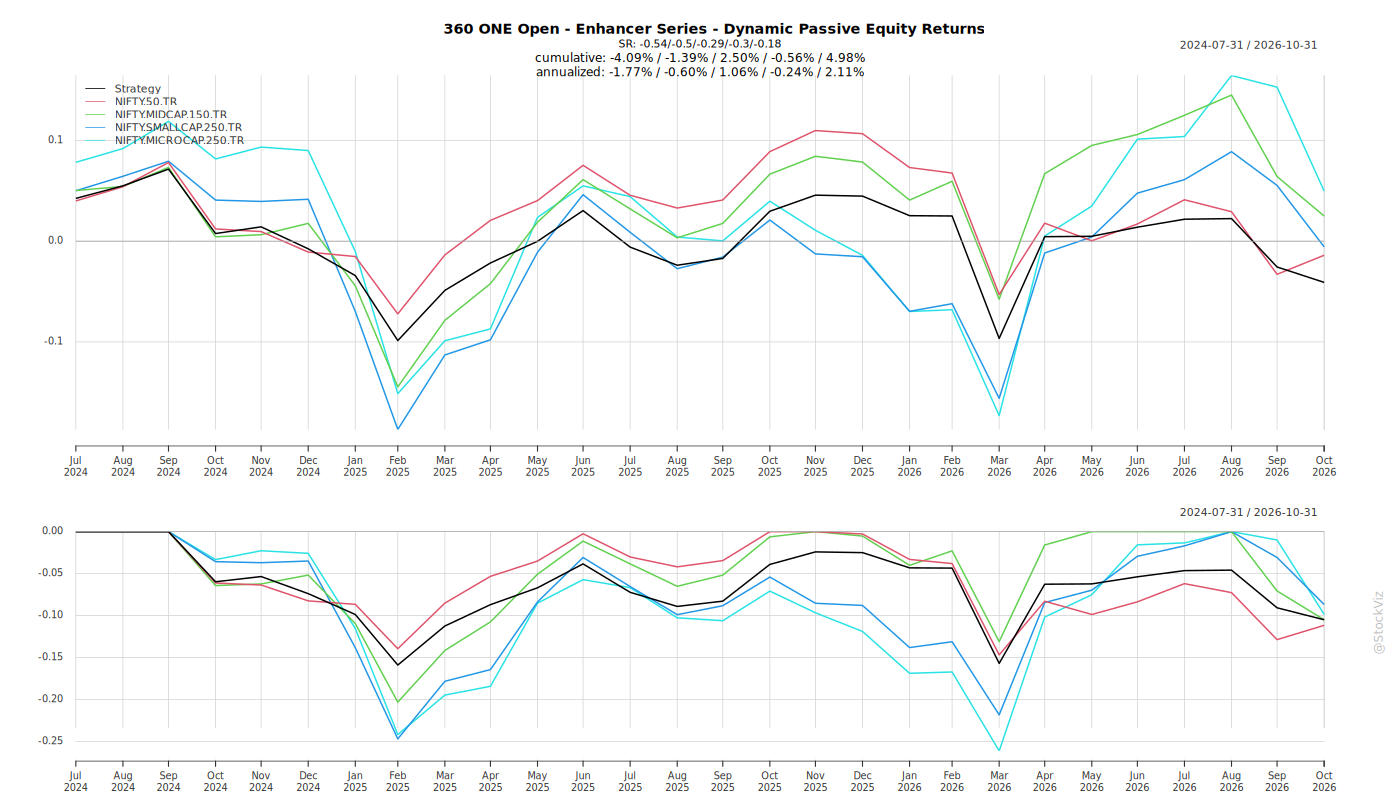 360 ONE Open - Enhancer Series - Dynamic Passive Equity Returns
SR: -0.54/-0.5/-0.29/-0.3/-0.18
cumulative: -4.09% / -1.39% / 2.50% / -0.56% / 4.98%
annualized: -1.77% / -0.60% / 1.06% / -0.24% / 2.11%
2024-07-31 / 2026-10-31
Strategy
NIFTY.50.TR
NIFTY.MIDCAP.150.TR
NIFTY.SMALLCAP.250.TR
NIFTY.MICROCAP.250.TR
0.1
0.0
-0.1
Jul Aug Sep Oct Nov Dec Jan Feb Mar Apr May Jun Jul Aug Sep Oct Nov Dec Jan Feb Mar Apr May Jun Jul Aug Sep Oct
2024 2024 2024 2024 2024 2024 2025 2025 2025 2025 2025 2025 2025 2025 2025 2025 2025 2025 2026 2026 2026 2026 2026 2026 2026 2026 2026 2026
2024-07-31 / 2026-10-31
0.00
-0.05
-0.10
-0.15
-0.20
-0.25
Jul Aug Sep Oct Nov Dec Jan Feb Mar Apr May Jun Jul Aug Sep Oct Nov Dec Jan Feb Mar Apr May Jun Jul Aug Sep Oct
2024 2024 2024 2024 2024 2024 2025 2025 2025 2025 2025 2025 2025 2025 2025 2025 2025 2025 2026 2026 2026 2026 2026 2026 2026 2026 2026 2026
@StockViz